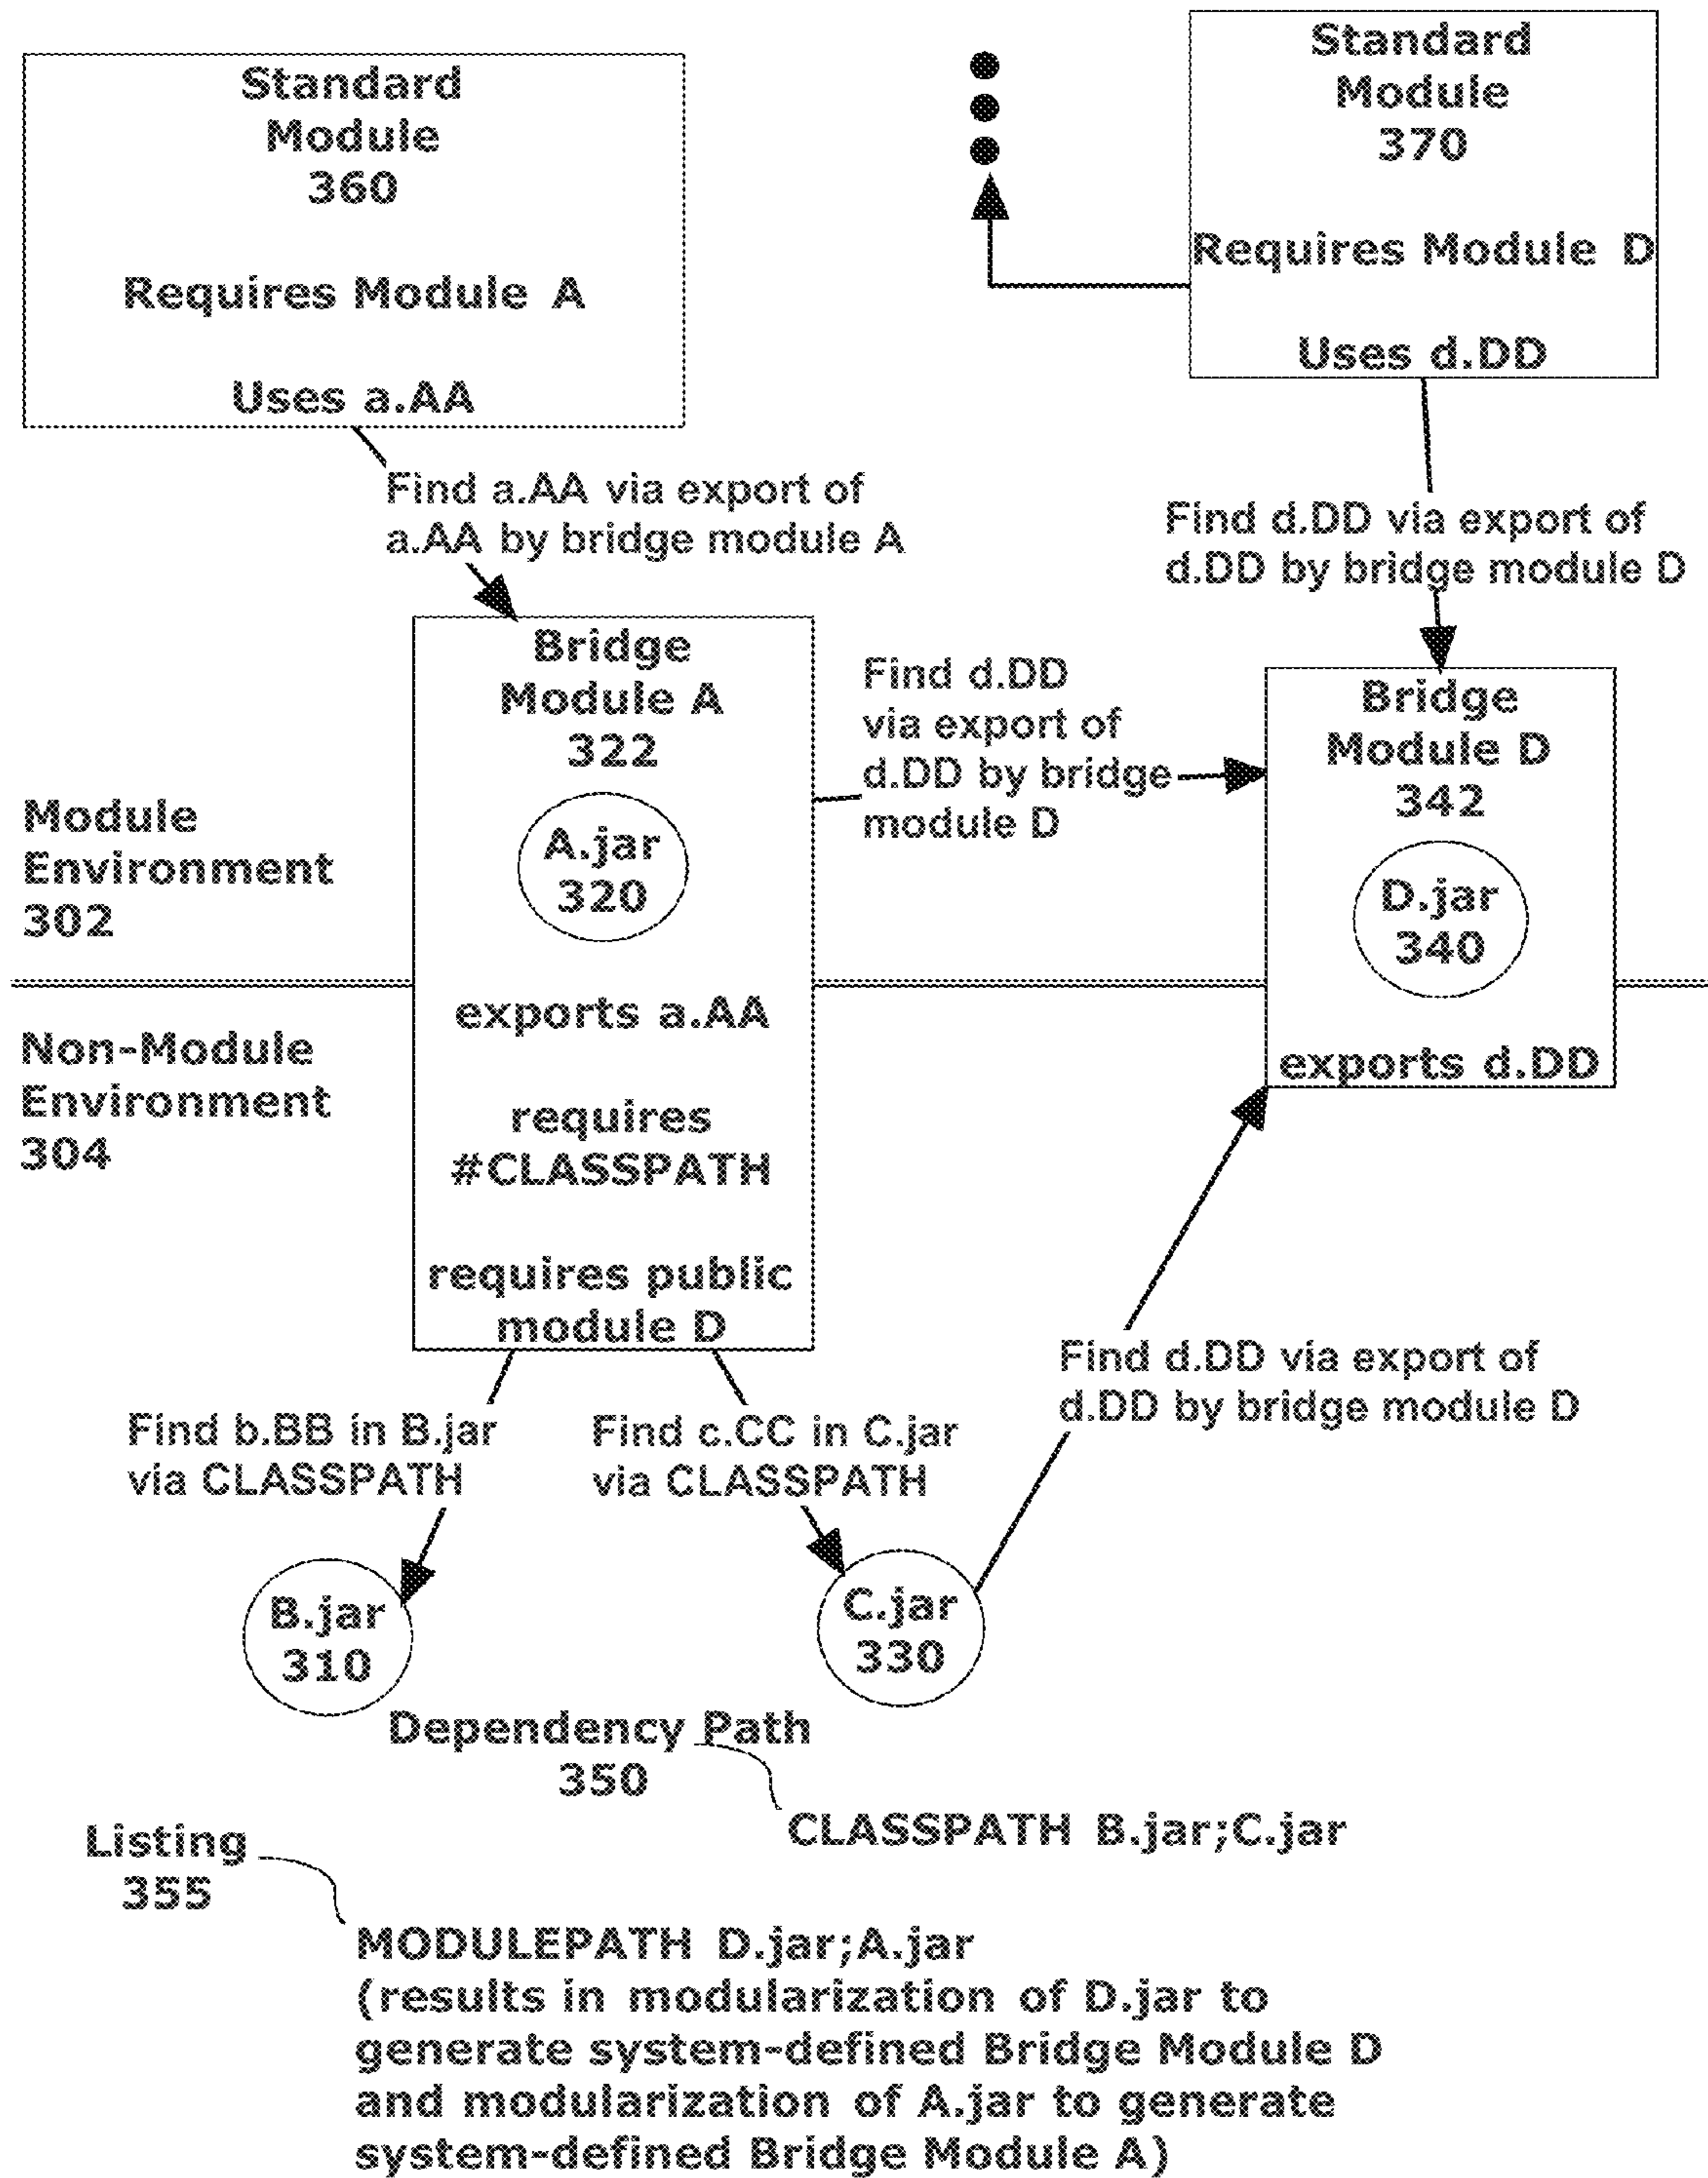 Standard
Module
360
Requires Module A
Uses a.AA
Standard
Module
370
Requires Module D
Uses d.DD
Find a.AA via export of
a.AA by bridge module A
Find d.DD via export of
d.DD by bridge module D
Bridge
Module A
322
A.jar
320
exports a.AA
requires
#CLASSPATH
requires public
module D
Find d.DD
via export of
d.DD by bridge
module D
Bridge
Module D
342
D.jar
340
exports d.DD
Module
Environment
302
Non-Module
Environment
304
Find b.BB in B.jar
via CLASSPATH
Find c.CC in C.jar
via CLASSPATH
Find d.DD via export of
d.DD by bridge module D
B.jar
310
C.jar
330
Dependency Path
350
CLASSPATH B.jar;C.jar
Listing
355
MODULEPATH D.jar;A.jar
(results in modularization of D.jar to
generate system-defined Bridge Module D
and modularization of A.jar to generate
system-defined Bridge Module A)